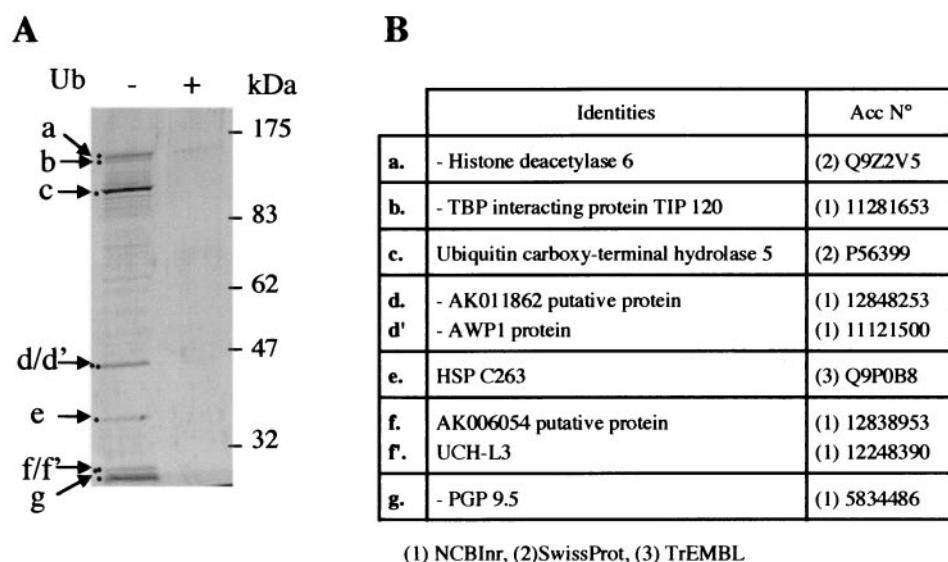 A
B
Ub - + kDa
a
b
c
d/d'
e
f/f'
g
175
83
62
47
32
Identities Acc N°
a. - Histone deacetylase 6 (2) Q9Z2V5
b. - TBP interacting protein TIP 120 (1) 11281653
c. Ubiquitin carboxy-terminal hydrolase 5 (2) P56399
d. - AK011862 putative protein (1) 12848253
d' - AWP1 protein (1) 11121500
e. HSP C263 (3) Q9P0B8
f. AK006054 putative protein (1) 12838953
f'. UCH-L3 (1) 12248390
g. - PGP 9.5 (1) 5834486
(1) NCBInr, (2)SwissProt, (3) TrEMBL